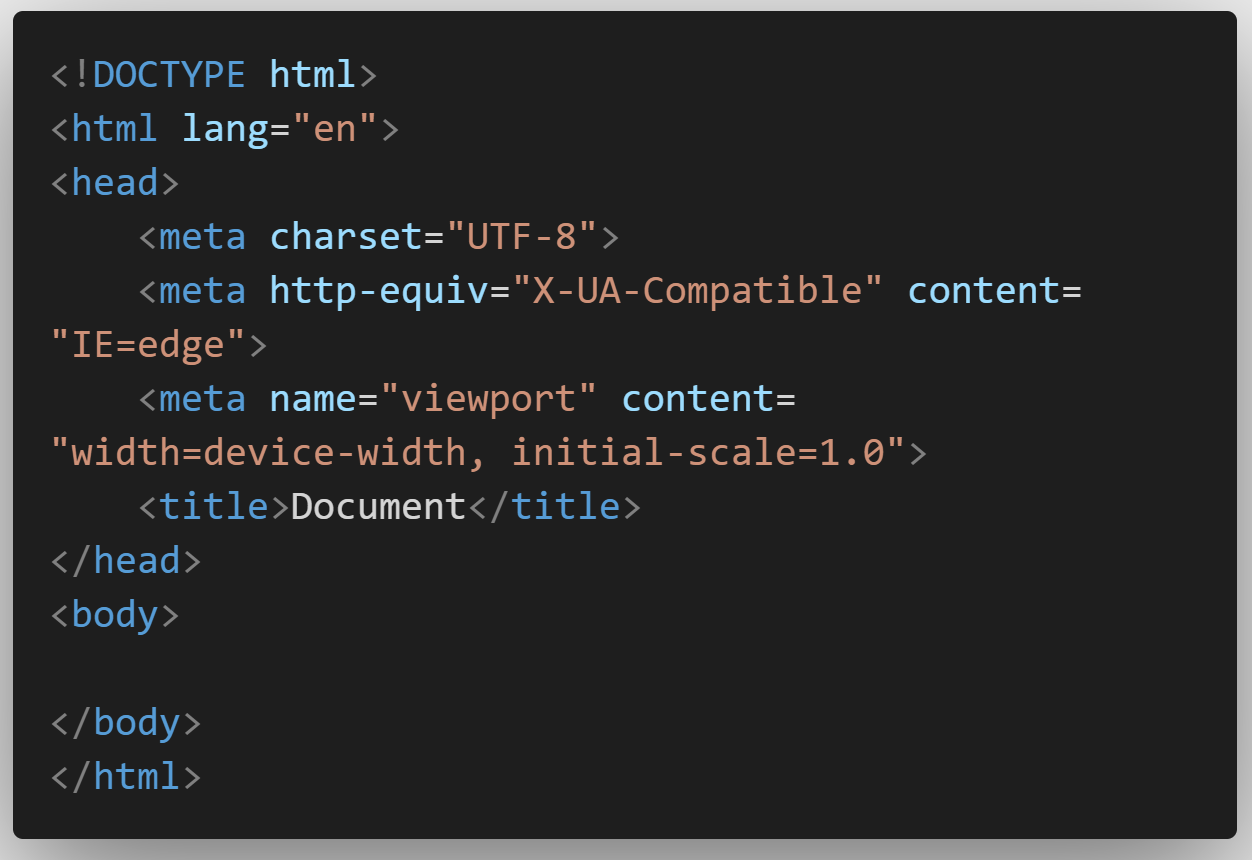 <!DOCTYPE html>
<html lang="en">
<head>
    <meta charset="UTF-8">
    <meta http-equiv="X-UA-Compatible" content=
"IE=edge">
    <meta name="viewport" content=
"width=device-width, initial-scale=1.0">
    <title>Document</title>
</head>
<body>

</body>
</html>